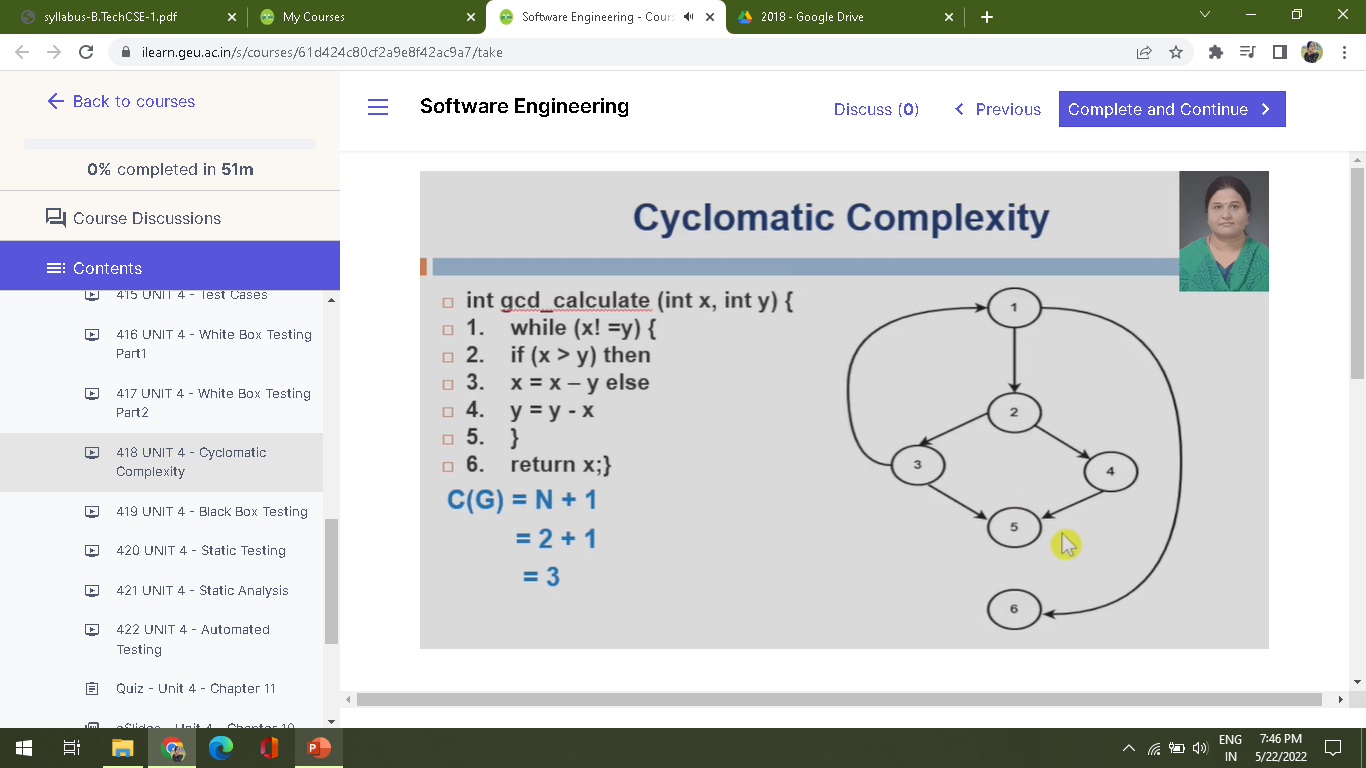 syllabus-B.TechCSE-1.pdf
My Courses
Software Engineering - Cours
2018 - Google Drive
ilearn.geu.ac.in/s/courses/61d424c80cf2a9e8f42ac9a7/take
Back to courses
0% completed in 51m
Course Discussions
Contents
415 UNIT 4 - Test Cases
416 UNIT 4 - White Box Testing
Part1
417 UNIT 4 - White Box Testing
Part2
418 UNIT 4 - Cyclomatic
Complexity
419 UNIT 4 - Black Box Testing
420 UNIT 4 - Static Testing
421 UNIT 4 - Static Analysis
422 UNIT 4 - Automated
Testing
Quiz - Unit 4 - Chapter 11
eSlides - Unit 4 - Chapter 10
Software Engineering
Discuss (0)
Previous
Complete and Continue
Cyclomatic Complexity
int gcd_calculate (int x, int y) {
1. while (x! =y) {
2. if (x > y) then
3. x = x – y else
4. y = y - x
5. }
6. return x;}
C(G) = N + 1
= 2 + 1
= 3
1
2
3
4
5
6
ENG
IN
7:46 PM
5/22/2022